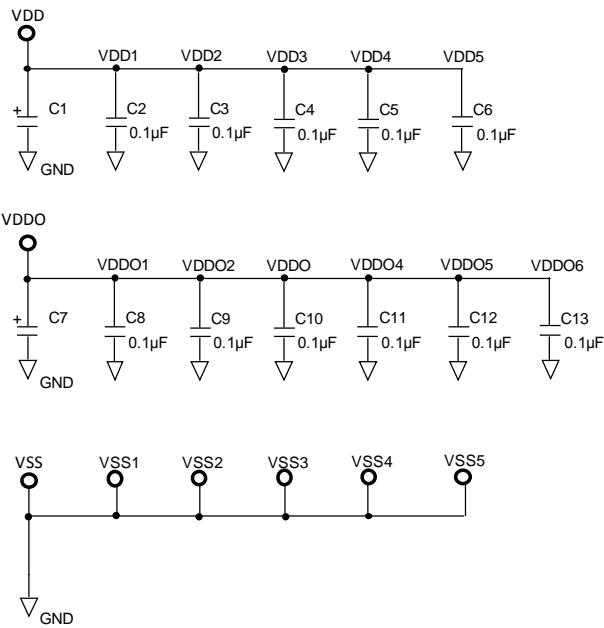 VDD
VDD1 VDD2 VDD3 VDD4 VDD5
+ C1 C2 C3 C4 C5 C6
0.1µF 0.1µF 0.1µF 0.1µF 0.1µF
GND
VDDO
VDDO1 VDDO2 VDDO VDDO4 VDDO5 VDDO6
+ C7 C8 C9 C10 C11 C12 C13
0.1µF 0.1µF 0.1µF 0.1µF 0.1µF 0.1µF
GND
VSS VSS1 VSS2 VSS3 VSS4 VSS5
GND